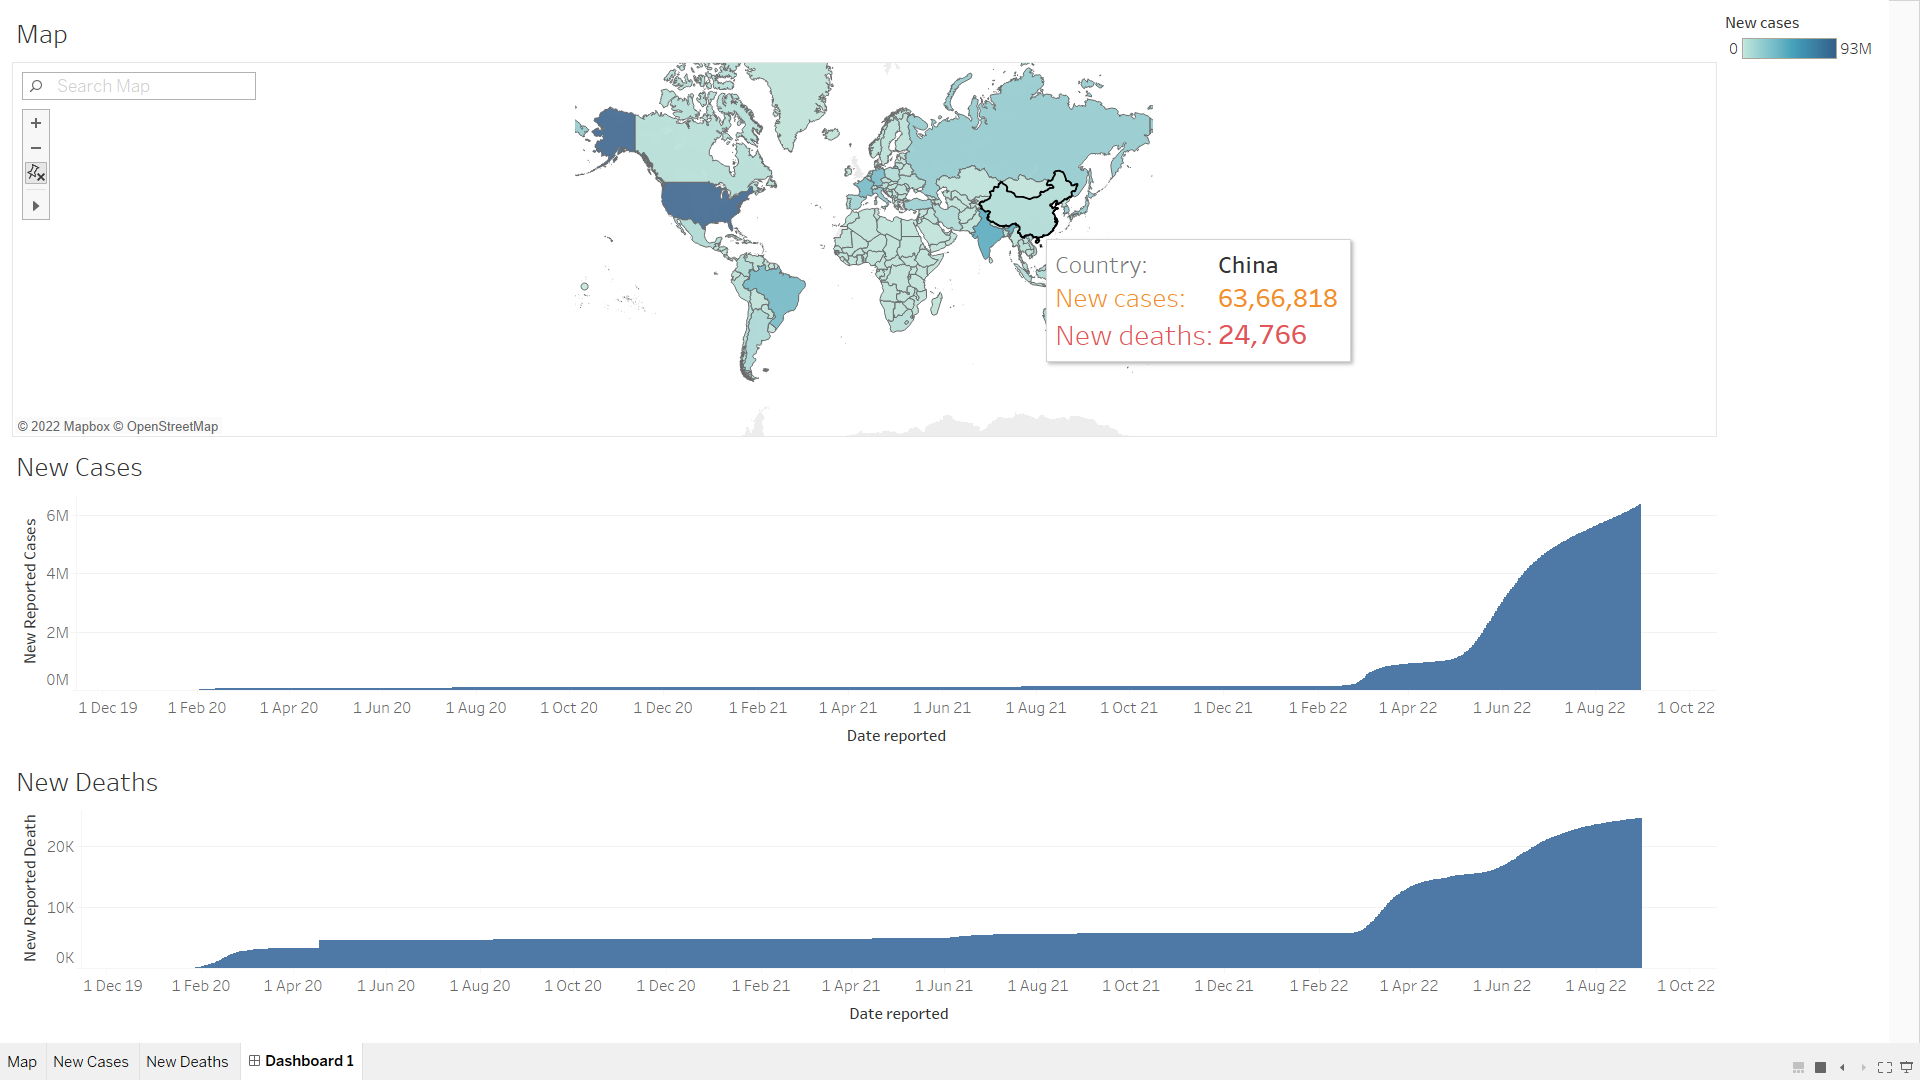 Map
New cases
0 93M
Search Map
Country: China
New cases: 63,66,818
New deaths: 24,766
© 2022 Mapbox © OpenStreetMap
New Cases
New Reported Cases
6M
4M
2M
0M
1 Dec 19 1 Feb 20 1 Apr 20 1 Jun 20 1 Aug 20 1 Oct 20 1 Dec 20 1 Feb 21 1 Apr 21 1 Jun 21 1 Aug 21 1 Oct 21 1 Dec 21 1 Feb 22 1 Apr 22 1 Jun 22 1 Aug 22 1 Oct 22
Date reported
New Deaths
New Reported Death
20K
10K
0K
1 Dec 19 1 Feb 20 1 Apr 20 1 Jun 20 1 Aug 20 1 Oct 20 1 Dec 20 1 Feb 21 1 Apr 21 1 Jun 21 1 Aug 21 1 Oct 21 1 Dec 21 1 Feb 22 1 Apr 22 1 Jun 22 1 Aug 22 1 Oct 22
Date reported
Map New Cases New Deaths Dashboard 1